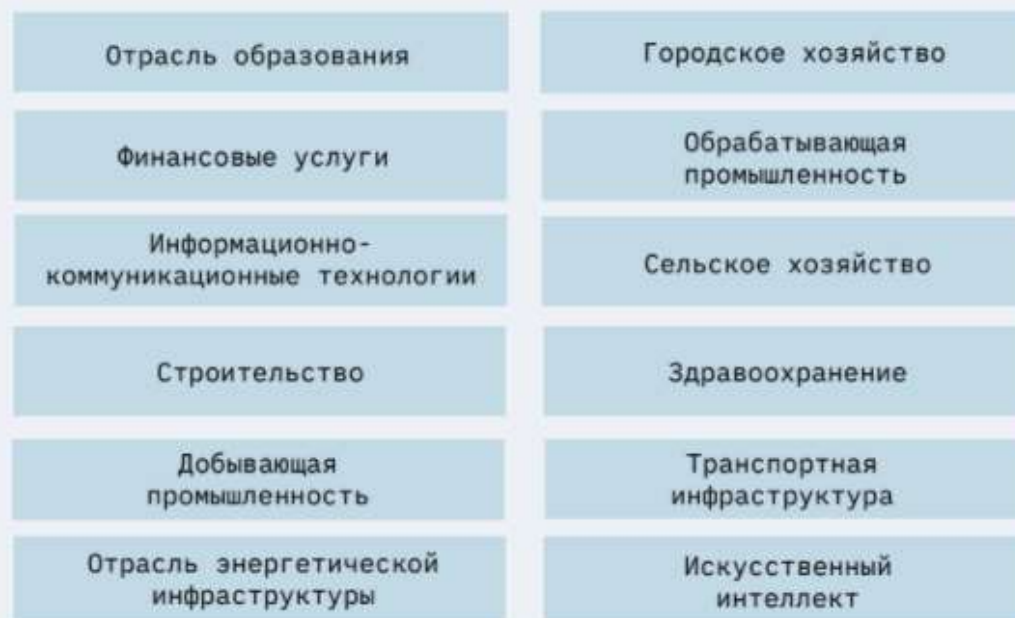 Отрасль образования
Городское хозяйство
Финансовые услуги
Обрабатывающая
промышленность
Информационно-
коммуникационные технологии
Сельское хозяйство
Строительство
Здравоохранение
Добывающая
промышленность
Транспортная
инфраструктура
Отрасль энергетической
инфраструктуры
Искусственный
интеллект